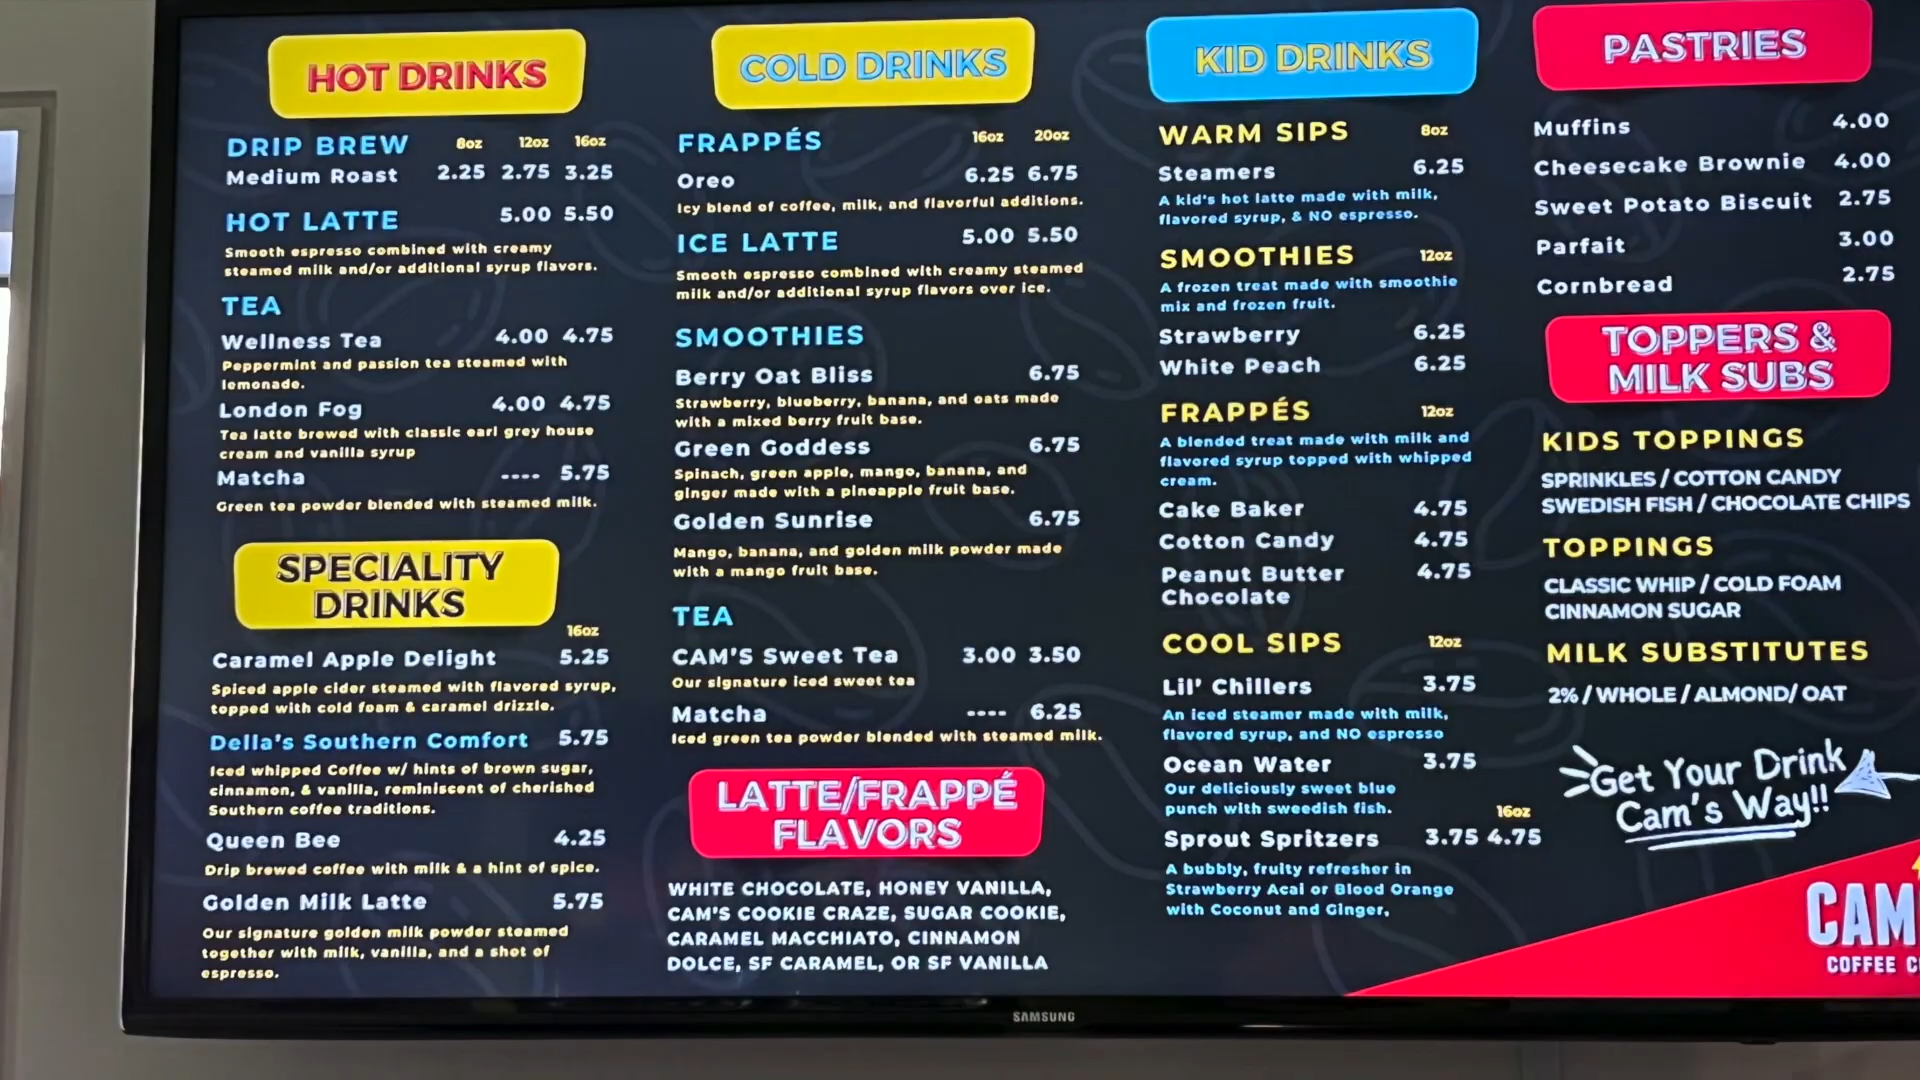 HOT DRINKS
DRIP BREW 8oz 12oz 16oz
Medium Roast 2.25 2.75 3.25
HOT LATTE 5.00 5.50
Smooth espresso combined with creamy
steamed milk and/or additional syrup flavors.
TEA
Wellness Tea 4.00 4.75
Peppermint and passion tea steamed with
lemonade.
London Fog 4.00 4.75
Tea latte brewed with classic earl grey house
cream and vanilla syrup
Matcha ---- 5.75
Green tea powder blended with steamed milk.
SPECIALITY
DRINKS
16oz
Caramel Apple Delight 5.25
Spiced apple cider steamed with flavored syrup,
topped with cold foam & caramel drizzle.
Della's Southern Comfort 5.75
Iced whipped Coffee w/ hints of brown sugar,
cinnamon, & vanilla, reminiscent of cherished
Southern coffee traditions.
Queen Bee 4.25
Drip brewed coffee with milk & a hint of spice.
Golden Milk Latte 5.75
Our signature golden milk powder steamed
together with milk, vanilla, and a shot of
espresso.
COLD DRINKS
FRAPPÉS 16oz 20oz
Oreo 6.25 6.75
Icy blend of coffee, milk, and flavorful additions.
ICE LATTE 5.00 5.50
Smooth espresso combined with creamy steamed
milk and/or additional syrup flavors over ice.
SMOOTHIES
Berry Oat Bliss 6.75
Strawberry, blueberry, banana, and oats made
with a mixed berry fruit base.
Green Goddess 6.75
Spinach, green apple, mango, banana, and
ginger made with a pineapple fruit base.
Golden Sunrise 6.75
Mango, banana, and golden milk powder made
with a mango fruit base.
TEA
CAM'S Sweet Tea 3.00 3.50
Our signature iced sweet tea
Matcha ---- 6.25
Iced green tea powder blended with steamed milk.
LATTE/FRAPPÉ
FLAVORS
WHITE CHOCOLATE, HONEY VANILLA,
CAM'S COOKIE CRAZE, SUGAR COOKIE,
CARAMEL MACCHIATO, CINNAMON
DOLCE, SF CARAMEL, OR SF VANILLA
KID DRINKS
WARM SIPS 8oz
Steamers 6.25
A kid's hot latte made with milk,
flavored syrup, & NO espresso.
SMOOTHIES 12oz
A frozen treat made with smoothie
mix and frozen fruit.
Strawberry 6.25
White Peach 6.25
FRAPPÉS 12oz
A blended treat made with milk and
flavored syrup topped with whipped
cream.
Cake Baker 4.75
Cotton Candy 4.75
Peanut Butter 4.75
Chocolate
COOL SIPS 12oz
Lil' Chillers 3.75
An iced steamer made with milk,
flavored syrup, and NO espresso
Ocean Water 3.75
Our deliciously sweet blue
punch with sweedish fish.
16oz
Sprout Spritzers 3.75 4.75
A bubbly, fruity refresher in
Strawberry Acai or Blood Orange
with Coconut and Ginger,
PASTRIES
Muffins 4.00
Cheesecake Brownie 4.00
Sweet Potato Biscuit 2.75
Parfait 3.00
Cornbread 2.75
TOPPERS &
MILK SUBS
KIDS TOPPINGS
SPRINKLES / COTTON CANDY
SWEDISH FISH / CHOCOLATE CHIPS
TOPPINGS
CLASSIC WHIP / COLD FOAM
CINNAMON SUGAR
MILK SUBSTITUTES
2% / WHOLE / ALMOND/ OAT
Get Your Drink
Cam's Way!!
CAM
COFFEE
SAMSUNG